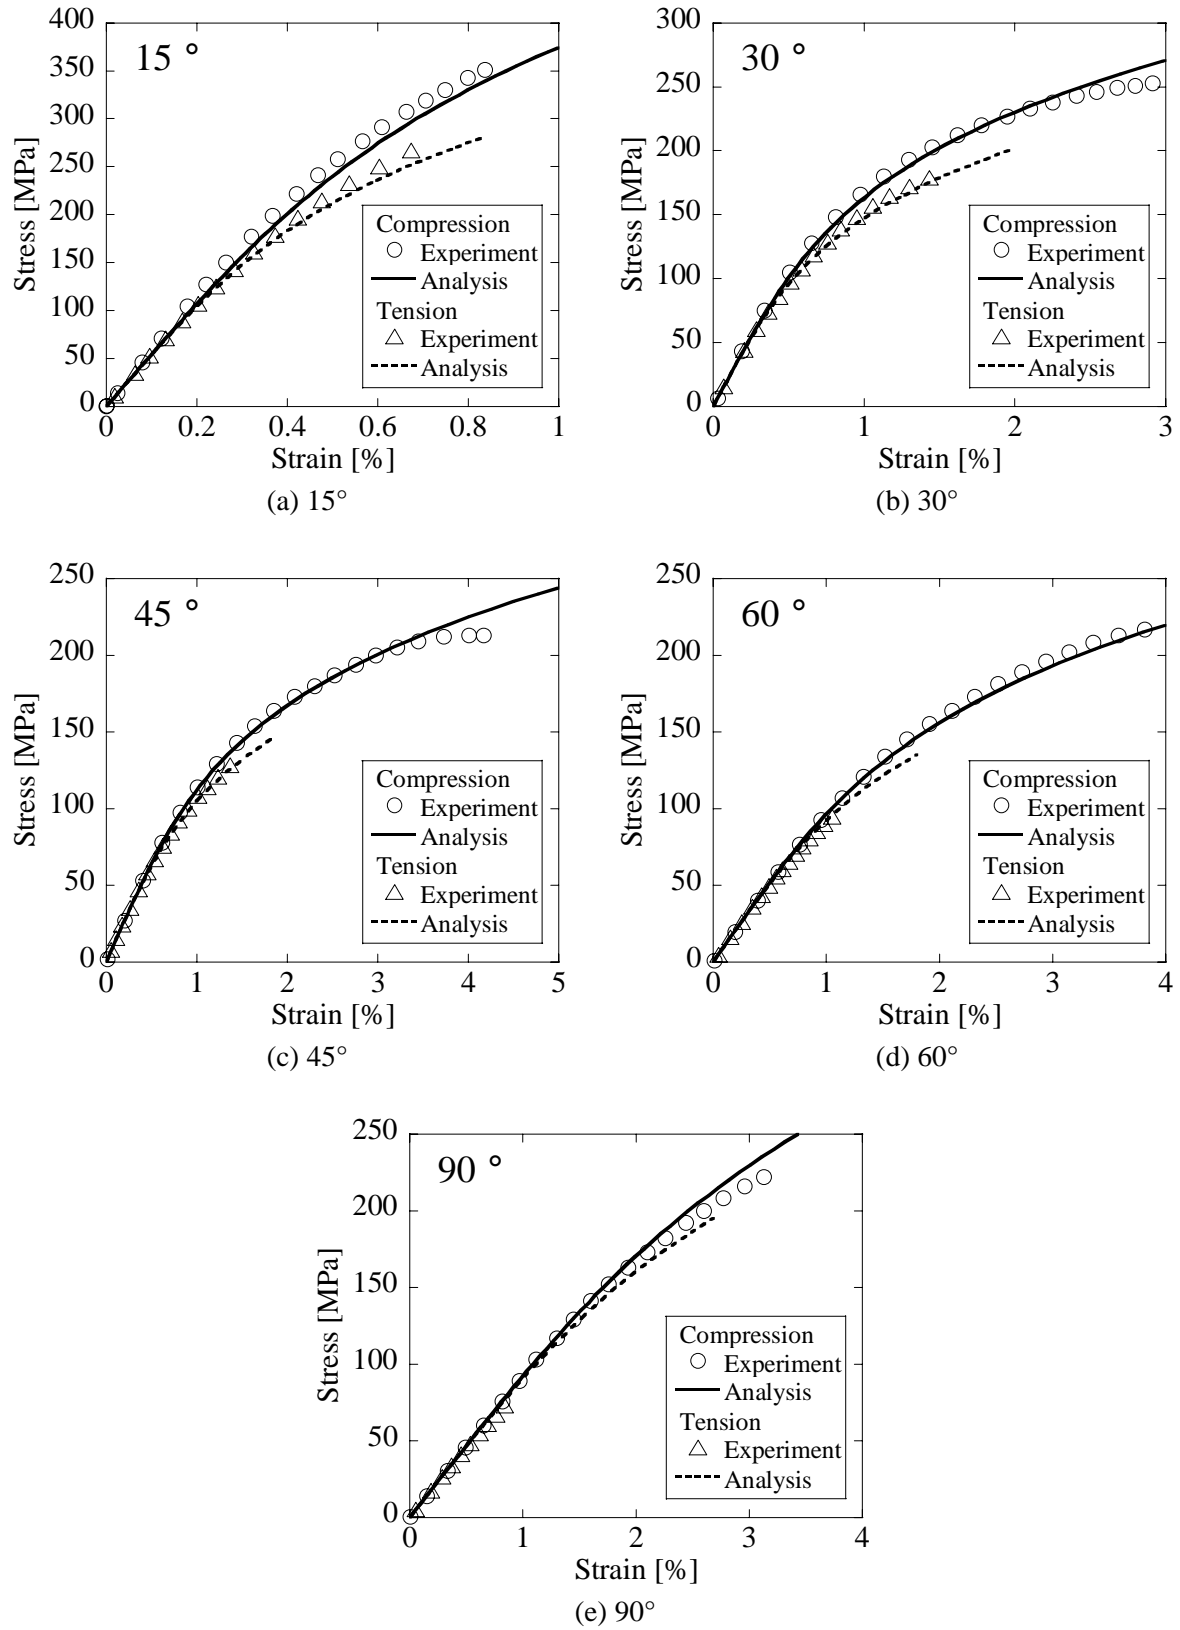 15 °
Stress [MPa]
400
350
300
250
200
150
100
50
0
0 0.2 0.4 0.6 0.8 1
Strain [%]
Compression
Experiment
Analysis
Tension
Experiment
Analysis
(a) 15°
30 °
Stress [MPa]
300
250
200
150
100
50
0
0 1 2 3
Strain [%]
Compression
Experiment
Analysis
Tension
Experiment
Analysis
(b) 30°
45 °
Stress [MPa]
250
200
150
100
50
0
0 1 2 3 4 5
Strain [%]
Compression
Experiment
Analysis
Tension
Experiment
Analysis
(c) 45°
60 °
Stress [MPa]
250
200
150
100
50
0
0 1 2 3 4
Strain [%]
Compression
Experiment
Analysis
Tension
Experiment
Analysis
(d) 60°
90 °
Stress [MPa]
250
200
150
100
50
0
0 1 2 3 4
Strain [%]
Compression
Experiment
Analysis
Tension
Experiment
Analysis
(e) 90°